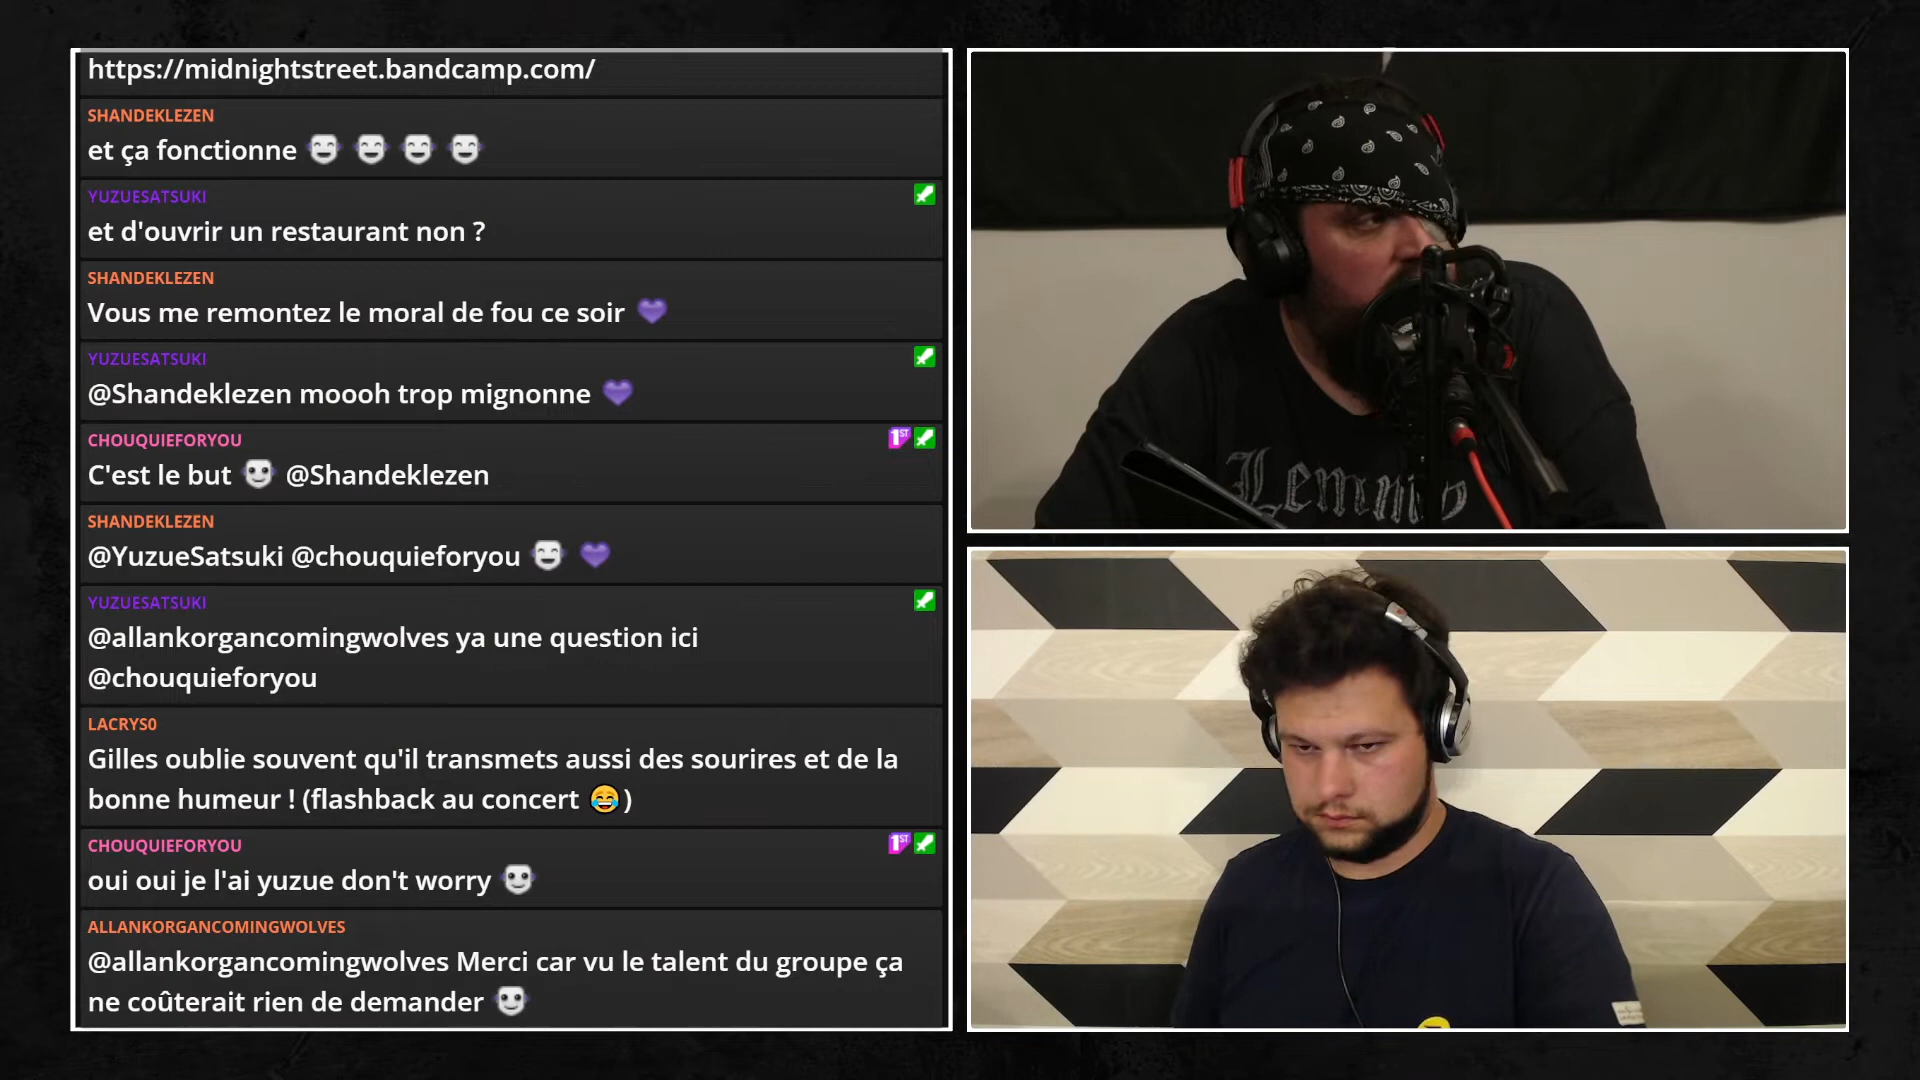 https://midnightstreet.bandcamp.com/
SHANDEKLEZEN
et ça fonctionne
YUZUESATSUKI
et d'ouvrir un restaurant non ?
SHANDEKLEZEN
Vous me remontez le moral de fou ce soir
YUZUESATSUKI
@Shandeklezen moooh trop mignonne
CHOUQUIEFORYOU
1ST
C'est le but @Shandeklezen
SHANDEKLEZEN
@YuzueSatsuki @chouquieforyou
YUZUESATSUKI
@allankorgancomingwolves ya une question ici
@chouquieforyou
LACRYS0
Gilles oublie souvent qu'il transmets aussi des sourires et de la
bonne humeur ! (flashback au concert 😂)
CHOUQUIEFORYOU
1ST
oui oui je l'ai yuzue don't worry
ALLANKORGANCOMINGWOLVES
@allankorgancomingwolves Merci car vu le talent du groupe ça
ne coûterait rien de demander